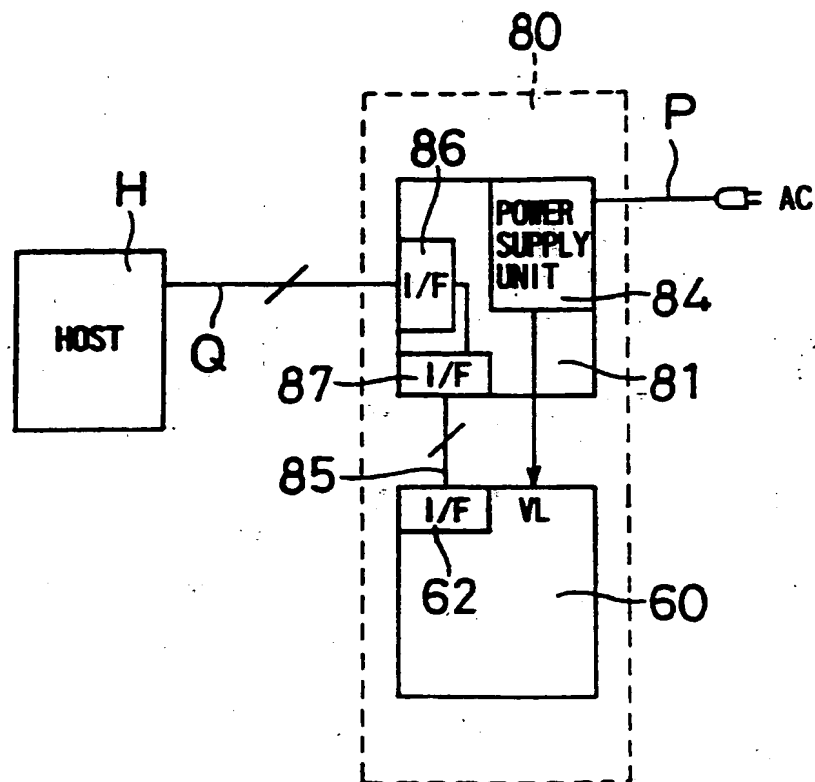 80
P
86
H
POWER
SUPPLY
UNIT
AC
I/F
84
HOST
Q
I/F
87
81
85
I/F
VL
62
60